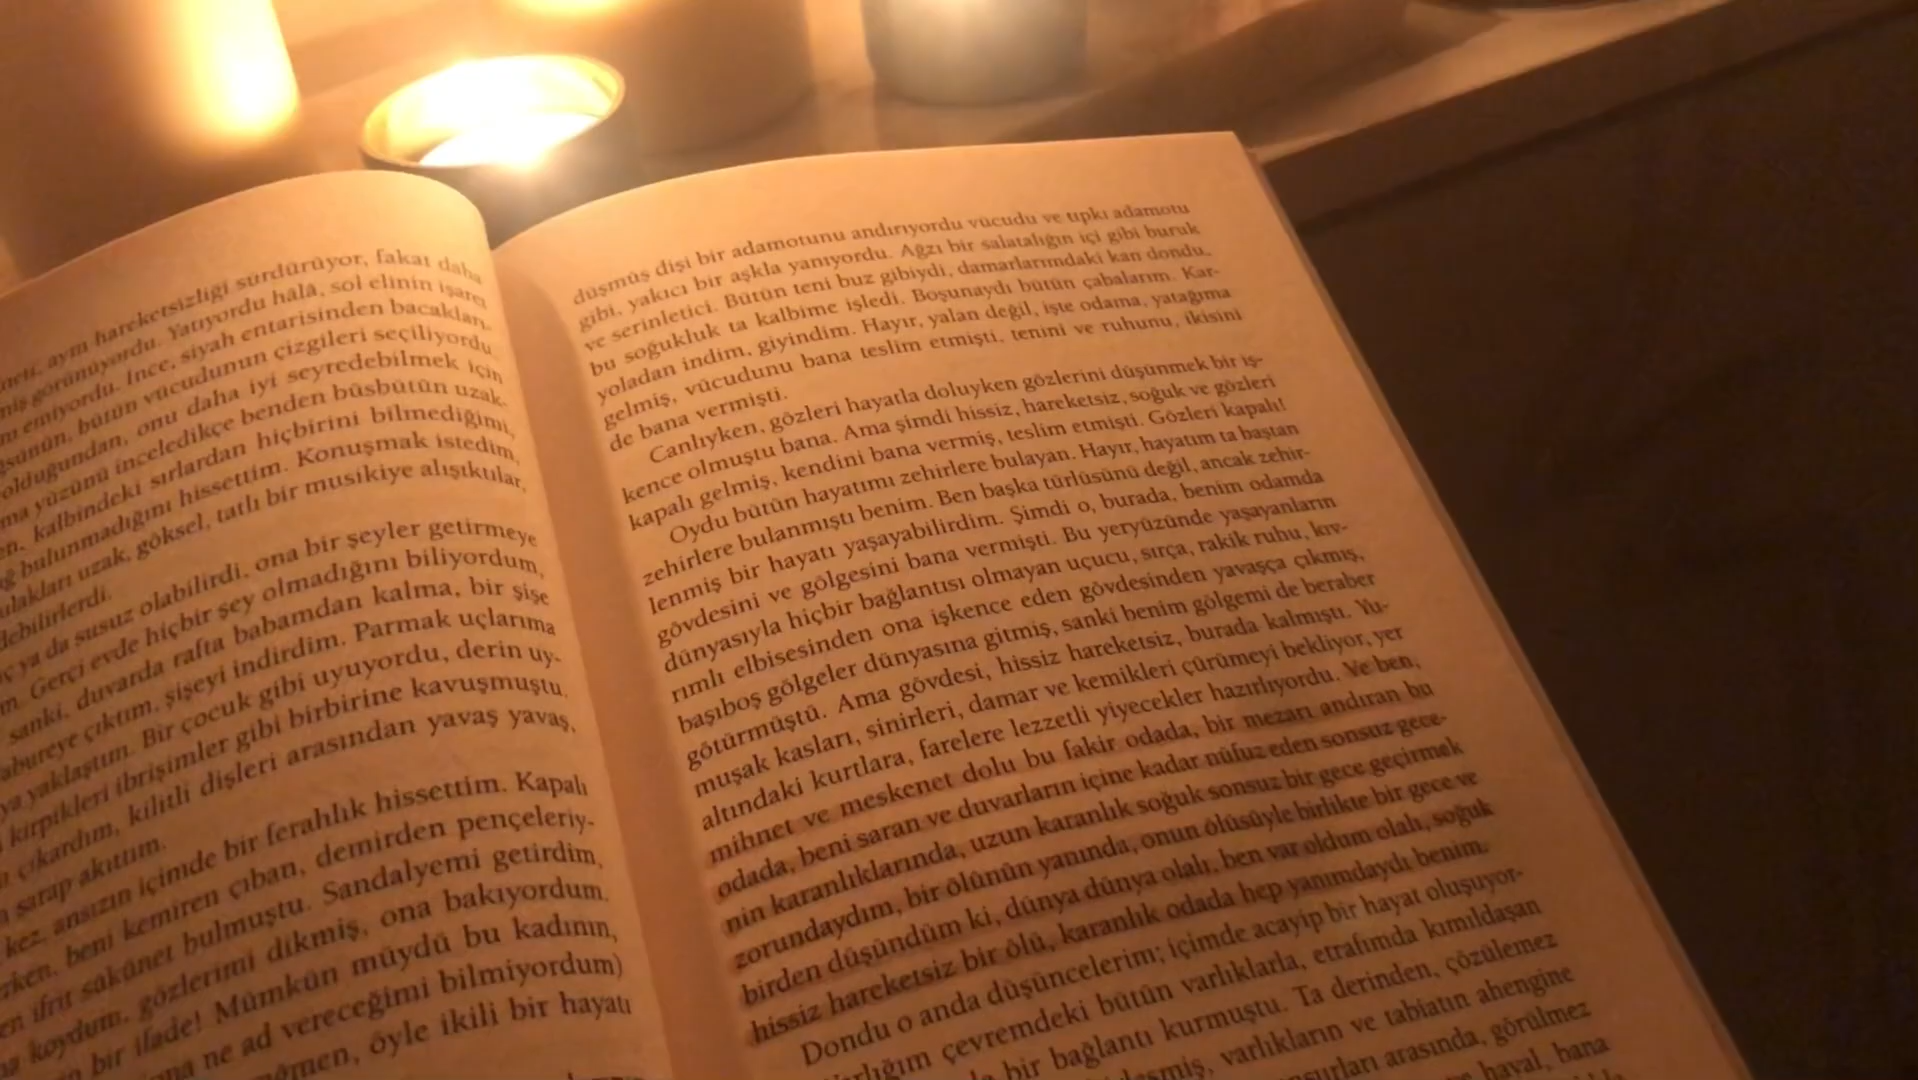 aynı hareketsizliği sürdürüyor, fakat daha
görünüyordu. Yatıyordu hâlâ, sol elinin işaret
emiyordu. İnce, siyah entarisinden bacakları,
bütün vücudunun çizgileri seçiliyordu.
olduğundan, onu daha iyi seyredebilmek için
yüzünü inceledikçe benden büsbütün uzak-
kalbindeki sırlardan hiçbirini bilmediğimi,
bulunmadığını hissettim. Konuşmak istedim,
uzak, göksel, tatlı bir musikiye alışıktılar,
ya da susuz olabilirdi, ona bir şeyler getirmeye
Gerçi evde hiçbir şey olmadığını biliyordum,
sanki, duvarda rafta babamdan kalma, bir şişe
çıktım, şişeyi indirdim. Parmak uçlarıma
yaklaştım. Bir çocuk gibi uyuyordu, derin uy-
kirpikleri ibrişimler gibi birbirine kavuşmuştu.
kilitli dişleri arasından yavaş yavaş,
şarap akıttım.
kez, ansızın içimde bir ferahlık hissettim. Kapalı
beni kemiren çıban, demirden pençeleriy-
ifrit sükûnet bulmuştu. Sandalyemi getirdim,
koydum, gözlerimi dikmiş, ona bakıyordum.
bir ifade! Mümkün müydü bu kadının,
ne ad vereceğimi bilmiyordum)
öyle ikili bir hayatı
düşmüş dişi bir adamotunu andırıyordu vücudu ve tıpkı adamotu
gibi, yakıcı bir aşkla yanıyordu. Ağzı bir salatalığın içi gibi buruk
ve serinletici. Bütün teni buz gibiydi, damarlarımdaki kan dondu,
bu soğukluk ta kalbime işledi. Boşunaydı bütün çabalarım. Kar-
yoladan indim, giyindim. Hayır, yalan değil, işte odama, yatağıma
gelmiş, vücudunu bana teslim etmişti, tenini ve ruhunu, ikisini
de bana vermişti.
Canlıyken, gözleri hayatla doluyken gözlerini düşünmek bir iş-
kence olmuştu bana. Ama şimdi hissiz, hareketsiz, soğuk ve gözleri
kapalı gelmiş, kendini bana vermiş, teslim etmişti. Gözleri kapalı!
Oydu bütün hayatımı zehirlere bulayan. Hayır, hayatım ta baştan
zehirlere bulanmıştı benim. Ben başka türlüsünü değil, ancak zehir-
lenmiş bir hayatı yaşayabilirdim. Şimdi o, burada, benim odamda
gövdesini ve gölgesini bana vermişti. Bu yeryüzünde yaşayanların
dünyasıyla hiçbir bağlantısı olmayan uçucu, sırça, rakik ruhu, kıv-
rımlı elbisesinden ona işkence eden gövdesinden yavaşça çıkmış,
başıboş gölgeler dünyasına gitmiş, sanki benim gölgemi de beraber
götürmüştü. Ama gövdesi, hissiz hareketsiz, burada kalmıştı. Yu-
muşak kasları, sinirleri, damar ve kemikleri çürümeyi bekliyor, yer
altındaki kurtlara, farelere lezzetli yiyecekler hazırlıyordu. Ve ben,
mihnet ve meskenet dolu bu fakir odada, bir mezarı andıran bu
odada, beni saran ve duvarların içine kadar nüfuz eden sonsuz gece-
nin karanlıklarında, uzun karanlık soğuk sonsuz bir gece geçirmek
zorundaydım, bir ölünün yanında, onun ölüsüyle birlikte bir gece ve
birden düşündüm ki, dünya dünya olalı, ben var oldum olalı, soğuk
hissiz hareketsiz bir ölü, karanlık odada hep yanımdaydı benim.
Dondu o anda düşüncelerim; içimde acayip bir hayat oluşuyor-
çevremdeki bütün varlıklarla, etrafımda kımıldaşan
bir bağlantı kurmuştu. Ta derinden, çözülemez
varlıkların ve tabiatın ahengine
arasında, görülmez
hayal, bana